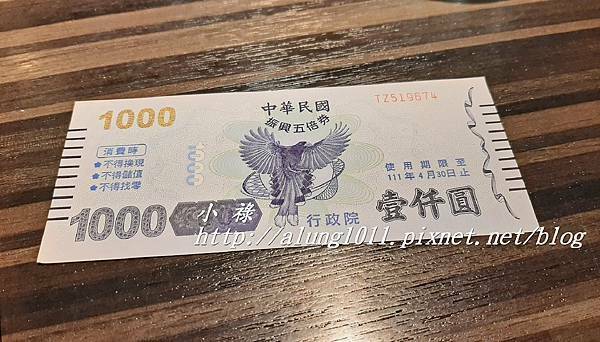 1000
中華民國
振興五倍券
TZ519674
消費時
不得換現
不得儲值
不得找零
1000
使用期限至
111年4月30日止
1000
行政院
壹仟圓
小祿
http://alung1011.pixnet.net/blog